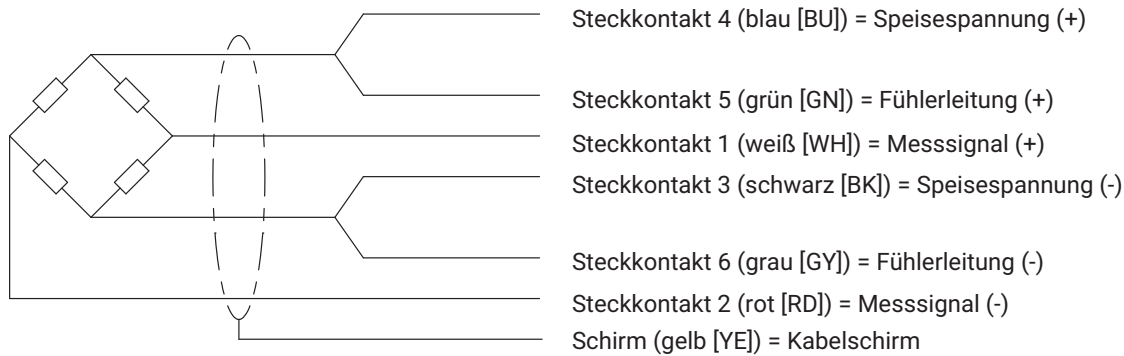 Steckkontakt 4 (blau [BU]) = Speisespannung (+)
Steckkontakt 5 (grün [GN]) = Fühlerleitung (+)
Steckkontakt 1 (weiß [WH]) = Messsignal (+)
Steckkontakt 3 (schwarz [BK]) = Speisespannung (-)
Steckkontakt 6 (grau [GY]) = Fühlerleitung (-)
Steckkontakt 2 (rot [RD]) = Messsignal (-)
Schirm (gelb [YE]) = Kabelschirm